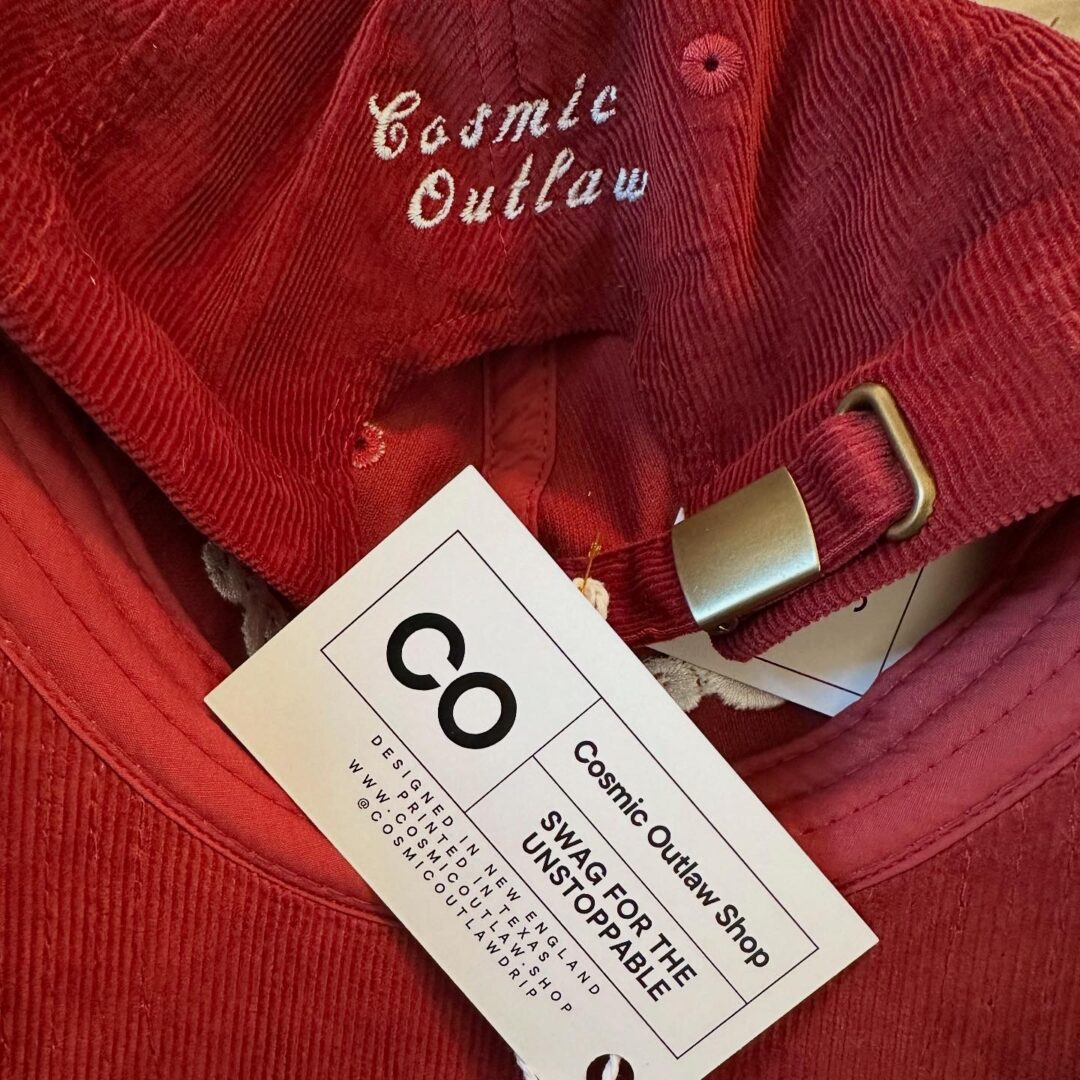 Cosmic
Outlaw
CO
Cosmic Outlaw Shop
SWAG FOR THE
UNSTOPPABLE
DESIGNED IN NEW ENGLAND
PRINTED IN TEXAS
WWW.COSMICOUTLAW.SHOP
@COSMICOUTLAWDRIP